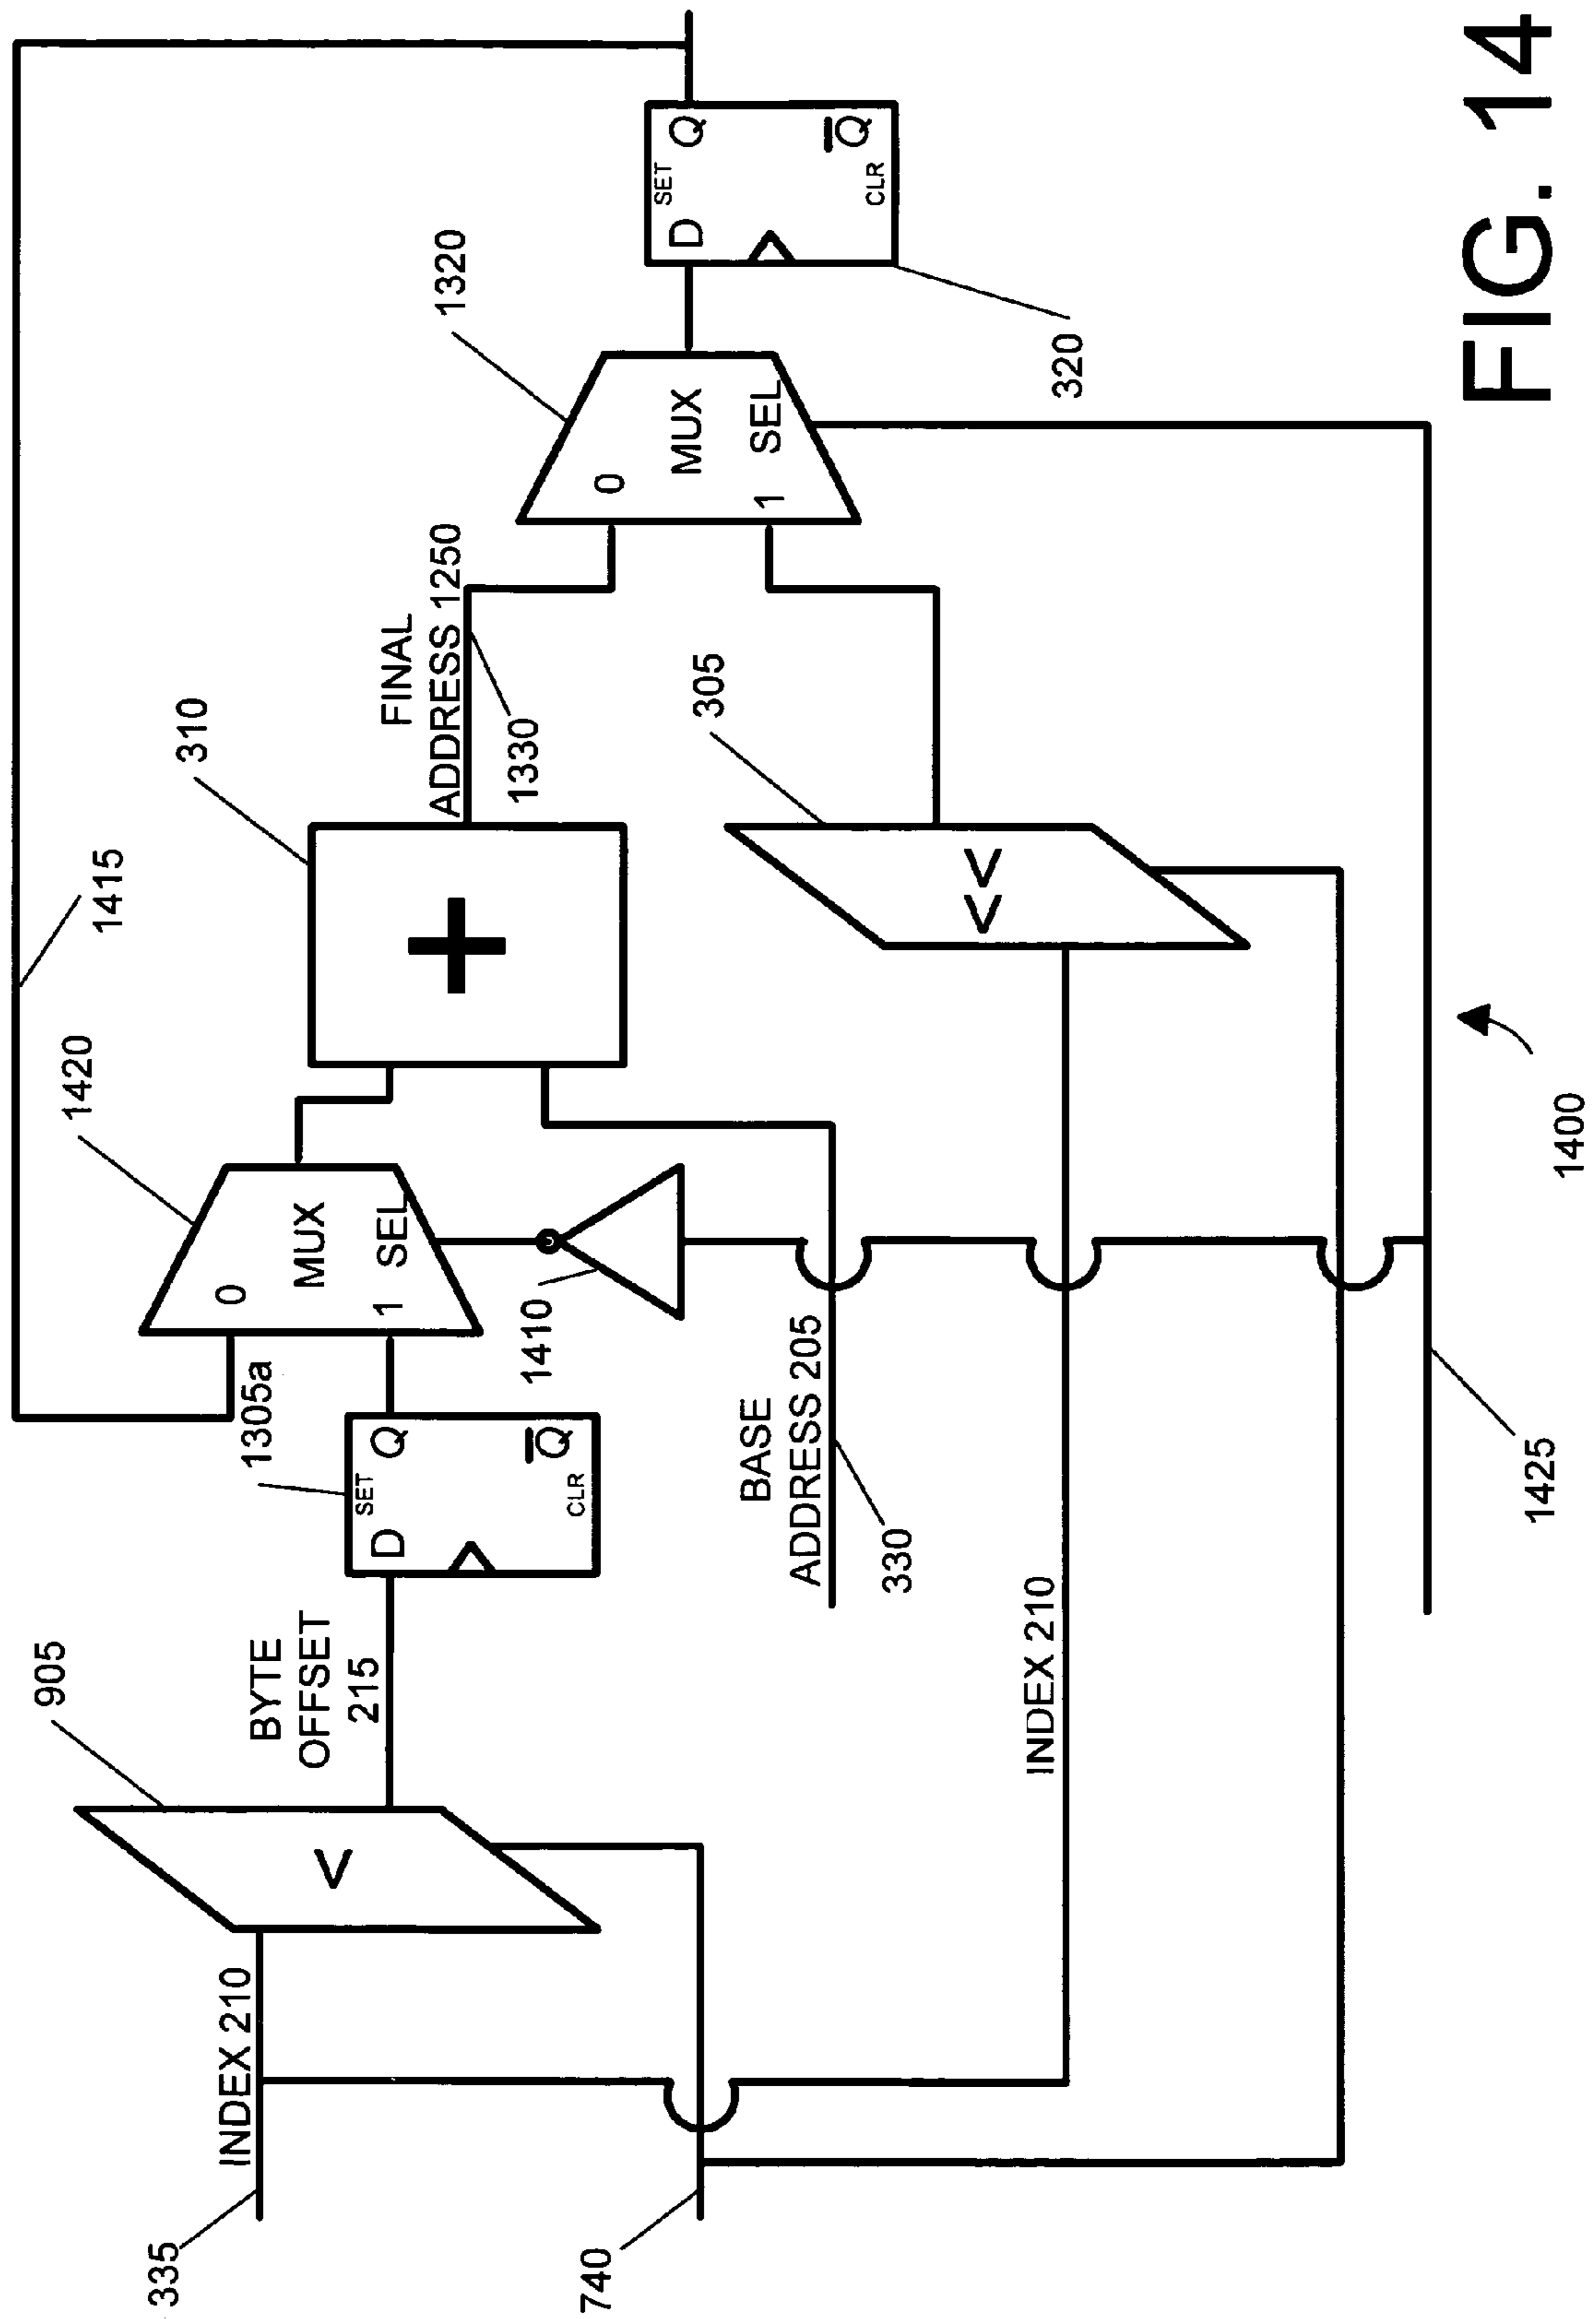 335
INDEX 210
905
<
BYTE
OFFSET
215
740
1305a
SET
D
Q
Q
CLR
1420
0
MUX
1
SEL
1410
1415
310
+
BASE
ADDRESS 205
330
INDEX 210
FINAL
ADDRESS 1250
1330
305
<<
1320
0
MUX
1
SEL
SET
D
Q
Q
CLR
320
1425
1400
FIG. 14